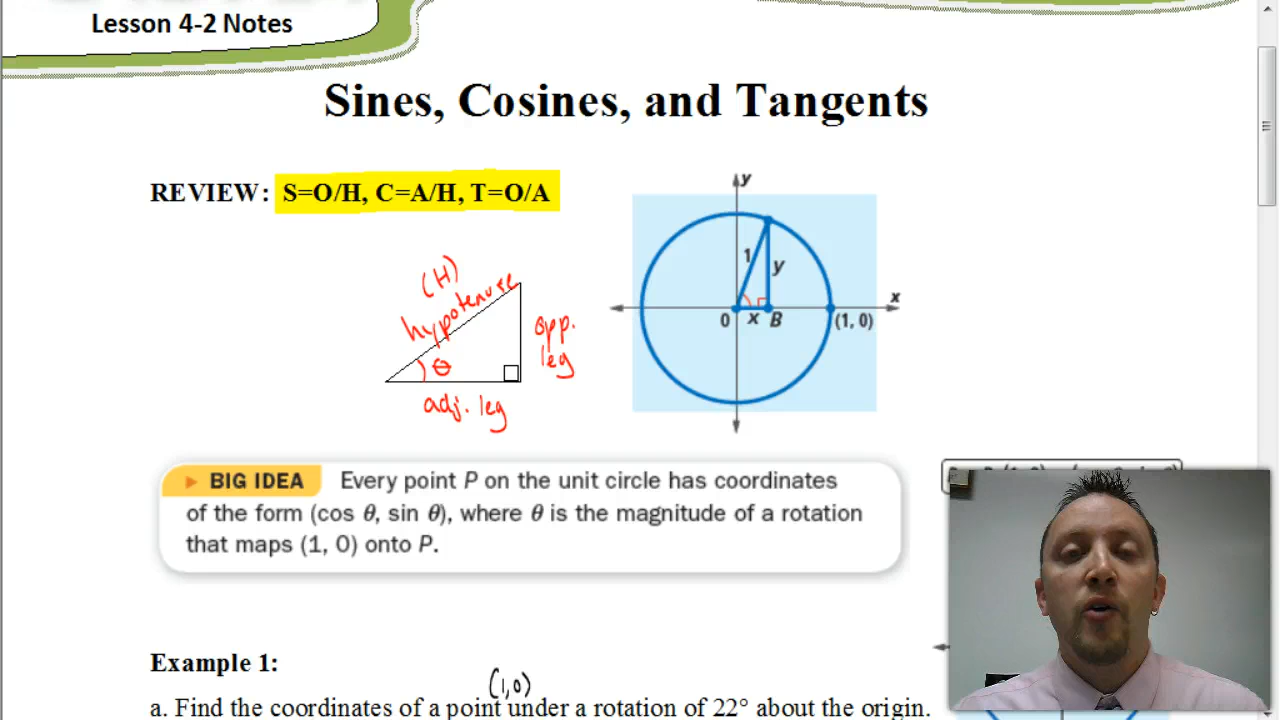 Lesson 4-2 Notes
Sines, Cosines, and Tangents
REVIEW: S=O/H, C=A/H, T=O/A
(H)
hypotenuse
opp.
leg
θ
adj. leg
y
1
y
x
0 x B (1, 0)
BIG IDEA Every point P on the unit circle has coordinates
of the form (cos θ, sin θ), where θ is the magnitude of a rotation
that maps (1, 0) onto P.
Example 1:
(1,0)
a. Find the coordinates of a point under a rotation of 22° about the origin.